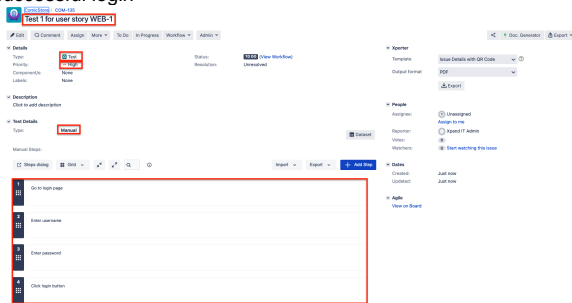 ComicStore / COM-135
Test 1 for user story WEB-1
Edit Comment Assign More To Do In Progress Workflow Admin
Doc. Generator Export
Details
Type: Test
Status: TO DO (View Workflow)
Priority: High
Resolution: Unresolved
Component/s: None
Labels: None
Description
Click to add description
Test Details
Type: Manual
Dataset
Manual Steps:
Steps dialog Grid Import Export + Add Step
1 Go to login page
2 Enter username
3 Enter password
4 Click login button
Xporter
Template Issue Details with QR Code
Output format PDF
Export
People
Assignee: Unassigned
Assign to me
Reporter: Xpand IT Admin
Votes: 0
Watchers: 0 Start watching this issue
Dates
Created: Just now
Updated: Just now
Agile
View on Board